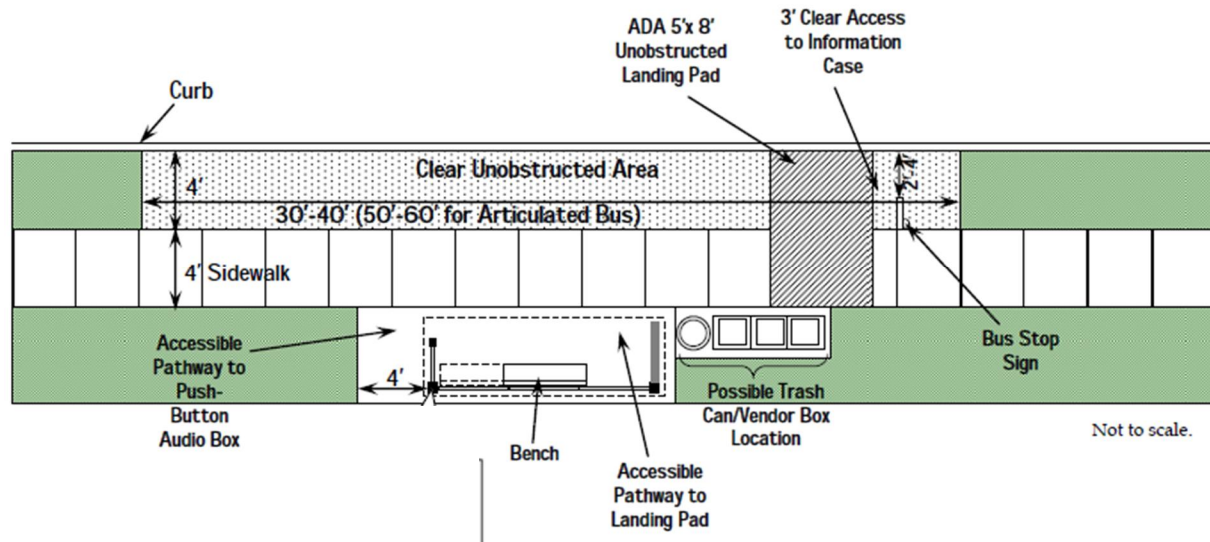 ADA 5'x 8'
Unobstructed
Landing Pad
3' Clear Access
to Information
Case
Curb
Clear Unobstructed Area
4'
2'-4'
30'-40' (50'-60' for Articulated Bus)
4' Sidewalk
Accessible
Pathway to
Push-
Button
Audio Box
4'
Bench
Accessible
Pathway to
Landing Pad
Possible Trash
Can/Vendor Box
Location
Bus Stop
Sign
Not to scale.